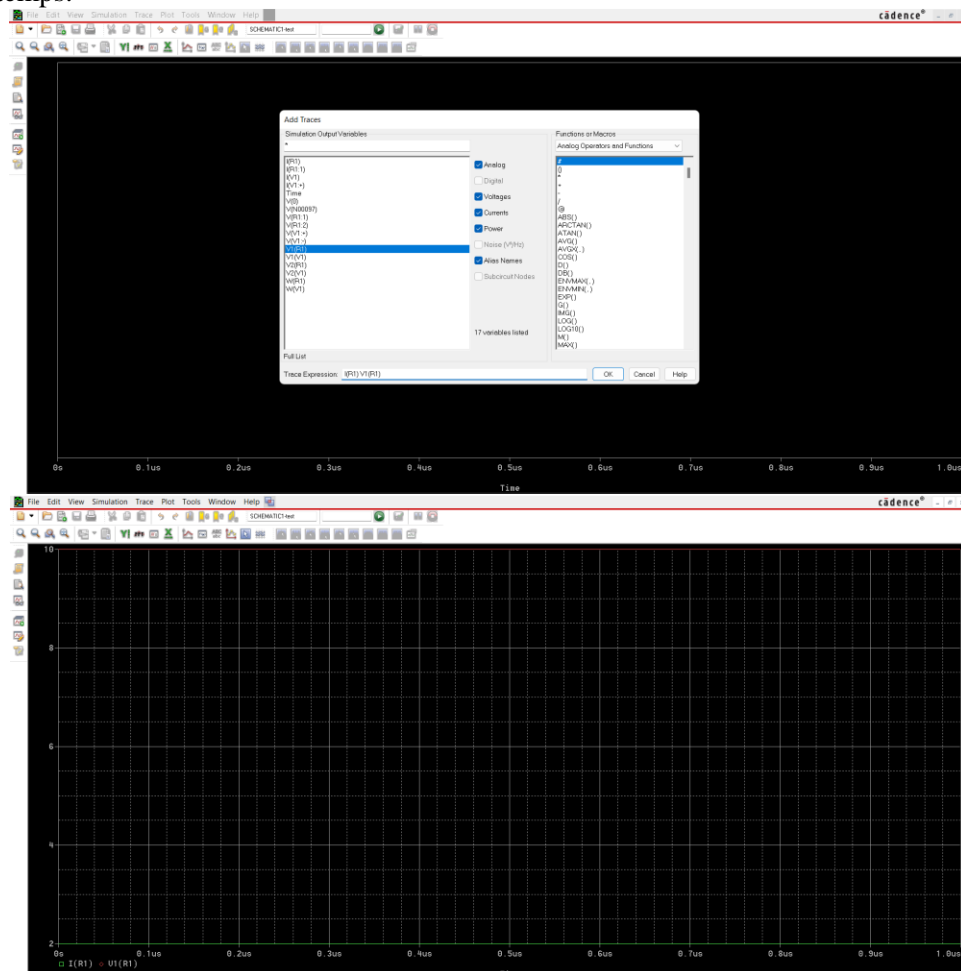 temps.
File Edit View Simulation Trace Plot Tools Window Help cādence®
SCHEMATIC1-test
Add Traces
Simulation Output Variables Functions or Macros
* Analog Operators and Functions
I(R1)
I(R1:1)
I(V1)
I(V1:+)
Time
V(0)
V(N00097)
V(R1:1)
V(R1:2)
V(V1:+)
V(V1:-)
V1(R1)
V1(V1)
V2(R1)
V2(V1)
W(R1)
W(V1)
Analog
Digital
Voltages
Currents
Power
Noise (V²/Hz)
Alias Names
Subcircuit Nodes
17 variables listed
#
()
*
+
-
/
@
ABS()
ARCTAN()
ATAN()
AVG()
AVGX(,)
COS()
D()
DB()
ENVMAX(,)
ENVMIN(,)
EXP()
G()
IMG()
LOG()
LOG10()
M()
MAX()
Full List
Trace Expression: I(R1) V1(R1) OK Cancel Help
0s 0.1us 0.2us 0.3us 0.4us 0.5us 0.6us 0.7us 0.8us 0.9us 1.0us
Time
File Edit View Simulation Trace Plot Tools Window Help cādence®
SCHEMATIC1-test
10
8
6
4
2
0s 0.1us 0.2us 0.3us 0.4us 0.5us 0.6us 0.7us 0.8us 0.9us 1.0us
I(R1) V1(R1)